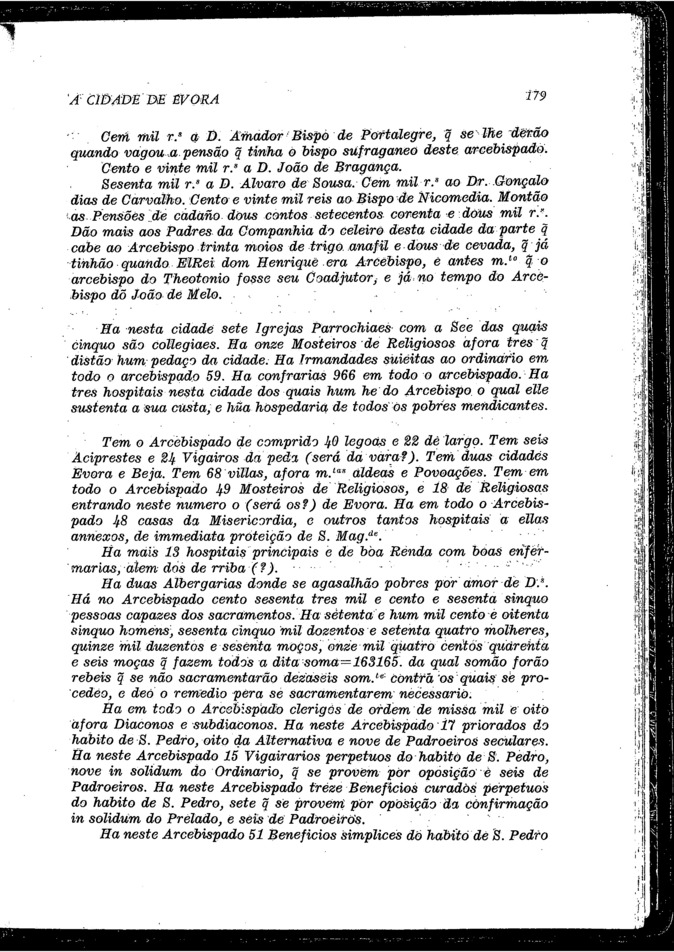 A CIDADE DE EVORA
179
Cem mil r.s a D. Amador Bispo de Portalegre, q̃ se lhe derão
quando vagou a pensão q̃ tinha o bispo sufraganeo deste arcebispado.
Cento e vinte mil r.s a D. João de Bragança.
Sesenta mil r.s a D. Alvaro de Sousa. Cem mil r.s ao Dr. Gonçalo
dias de Carvalho. Cento e vinte mil reis ao Bispo de Nicomedia. Montão
as Pensões de cadaño dous contos setecentos corenta e dous mil r.s.
Dão mais aos Padres da Companhia do celeiro desta cidade da parte q̃
cabe ao Arcebispo trinta moios de trigo anafil e dous de cevada, q̃ já
tinhão quando ElRei dom Henrique era Arcebispo, e antes m.to q̃ o
arcebispo do Theotonio fosse seu Coadjutor, e já no tempo do Arce-
bispo dõ João de Melo.
Ha nesta cidade sete Igrejas Parrochiaes com a See das quais
cinquo são collegiaes. Ha onze Mosteiros de Religiosos afora tres q̃
distão hum pedaço da cidade. Ha Irmandades suieitas ao ordinario em
todo o arcebispado 59. Ha confrarias 966 em todo o arcebispado. Ha
tres hospitais nesta cidade dos quais hum he do Arcebispo o qual elle
sustenta a sua custa, e hũa hospedaria de todos os pobres mendicantes.
Tem o Arcebispado de comprido 40 legoas e 22 de largo. Tem seis
Aciprestes e 24 Vigairos da peda (será da vara?). Tem duas cidades
Evora e Beja. Tem 68 villas, afora m.tas aldeas e Povoações. Tem em
todo o Arcebispado 49 Mosteiros de Religiosos, e 18 de Religiosas
entrando neste numero o (será os?) de Evora. Ha em todo o Arcebis-
pado 48 casas da Misericordia, e outros tantos hospitais a ellas
annexos, de immediata proteição de S. Mag.de.
Ha mais 13 hospitais principais e de boa Renda com boas enfer-
marias, alem dos de rriba (?).
Ha duas Albergarias donde se agasalhão pobres por amor de D.s.
Há no Arcebispado cento sesenta tres mil e cento e sesenta sinquo
pessoas capazes dos sacramentos. Ha setenta e hum mil cento e oitenta
sinquo homens, sesenta cinquo mil dozentos e setenta quatro molheres,
quinze mil duzentos e sesenta moços, onze mil quatro centos quarenta
e seis moças q̃ fazem todos a dita soma=163165. da qual somão forão
rebeis q̃ se não sacramentarão dezaseis som.te contra os quais se pro-
cedeo, e deo o remedio pera se sacramentarem necessario.
Ha em todo o Arcebispado clerigos de ordem de missa mil e oito
afora Diaconos e subdiaconos. Ha neste Arcebispado 17 priorados do
habito de S. Pedro, oito da Alternativa e nove de Padroeiros seculares.
Ha neste Arcebispado 15 Vigairarios perpetuos do habito de S. Pedro,
nove in solidum do Ordinario, q̃ se provem por oposição e seis de
Padroeiros. Ha neste Arcebispado treze Beneficios curados perpetuos
do habito de S. Pedro, sete q̃ se provem por oposição da confirmação
in solidum do Prelado, e seis de Padroeiros.
Ha neste Arcebispado 51 Beneficios simplices do habito de S. Pedro